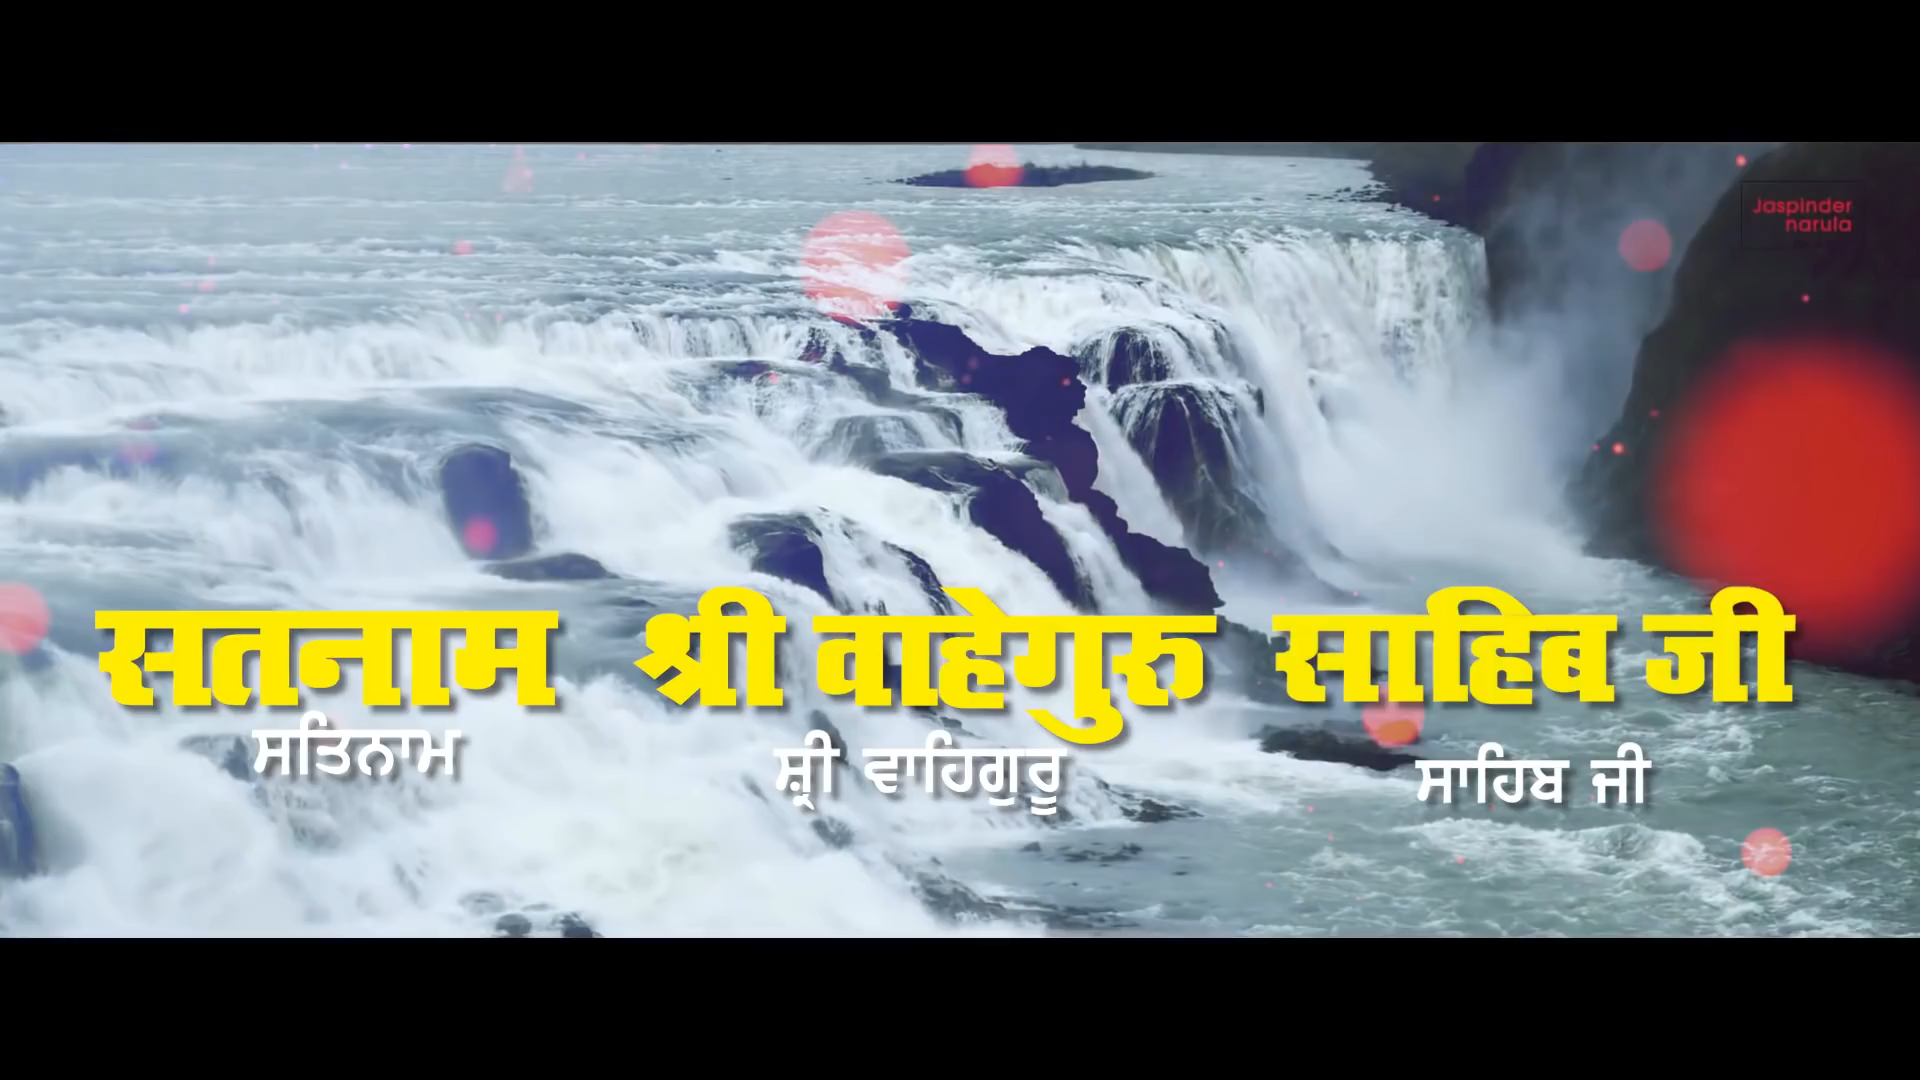 Jaspinder
narula
सतनाम श्री वाहेगुरु साहिब जी
ਸਤਿਨਾਮ ਸ਼੍ਰੀ ਵਾਹਿਗੁਰੂ ਸਾਹਿਬ ਜੀ